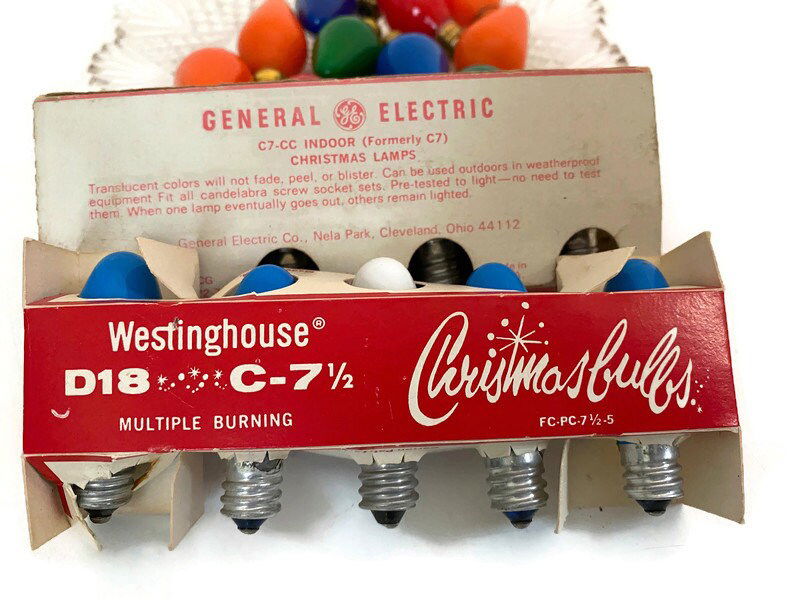 GENERAL GE ELECTRIC
C7-CC INDOOR (Formerly C7)
CHRISTMAS LAMPS
Translucent colors will not fade, peel, or blister. Can be used outdoors in weatherproof
equipment Fit all candelabra screw socket sets. Pre-tested to light—no need to test
them. When one lamp eventually goes out, others remain lighted.
General Electric Co., Nela Park, Cleveland, Ohio 44112
Westinghouse®
D18 C-7½
MULTIPLE BURNING
Christmas bulbs
FC-PC-7½-5